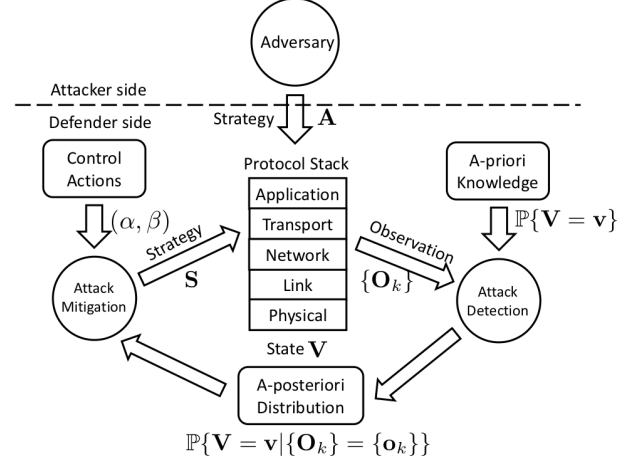 Adversary
Attacker side
Defender side
Strategy A
Control
Actions
(α, β)
Protocol Stack
Application
Transport
Network
Link
Physical
State V
A-priori
Knowledge
ℙ{V = v}
Strategy
S
Observation
{O_k}
Attack
Mitigation
Attack
Detection
A-posteriori
Distribution
ℙ{V = v|{O_k} = {o_k}}